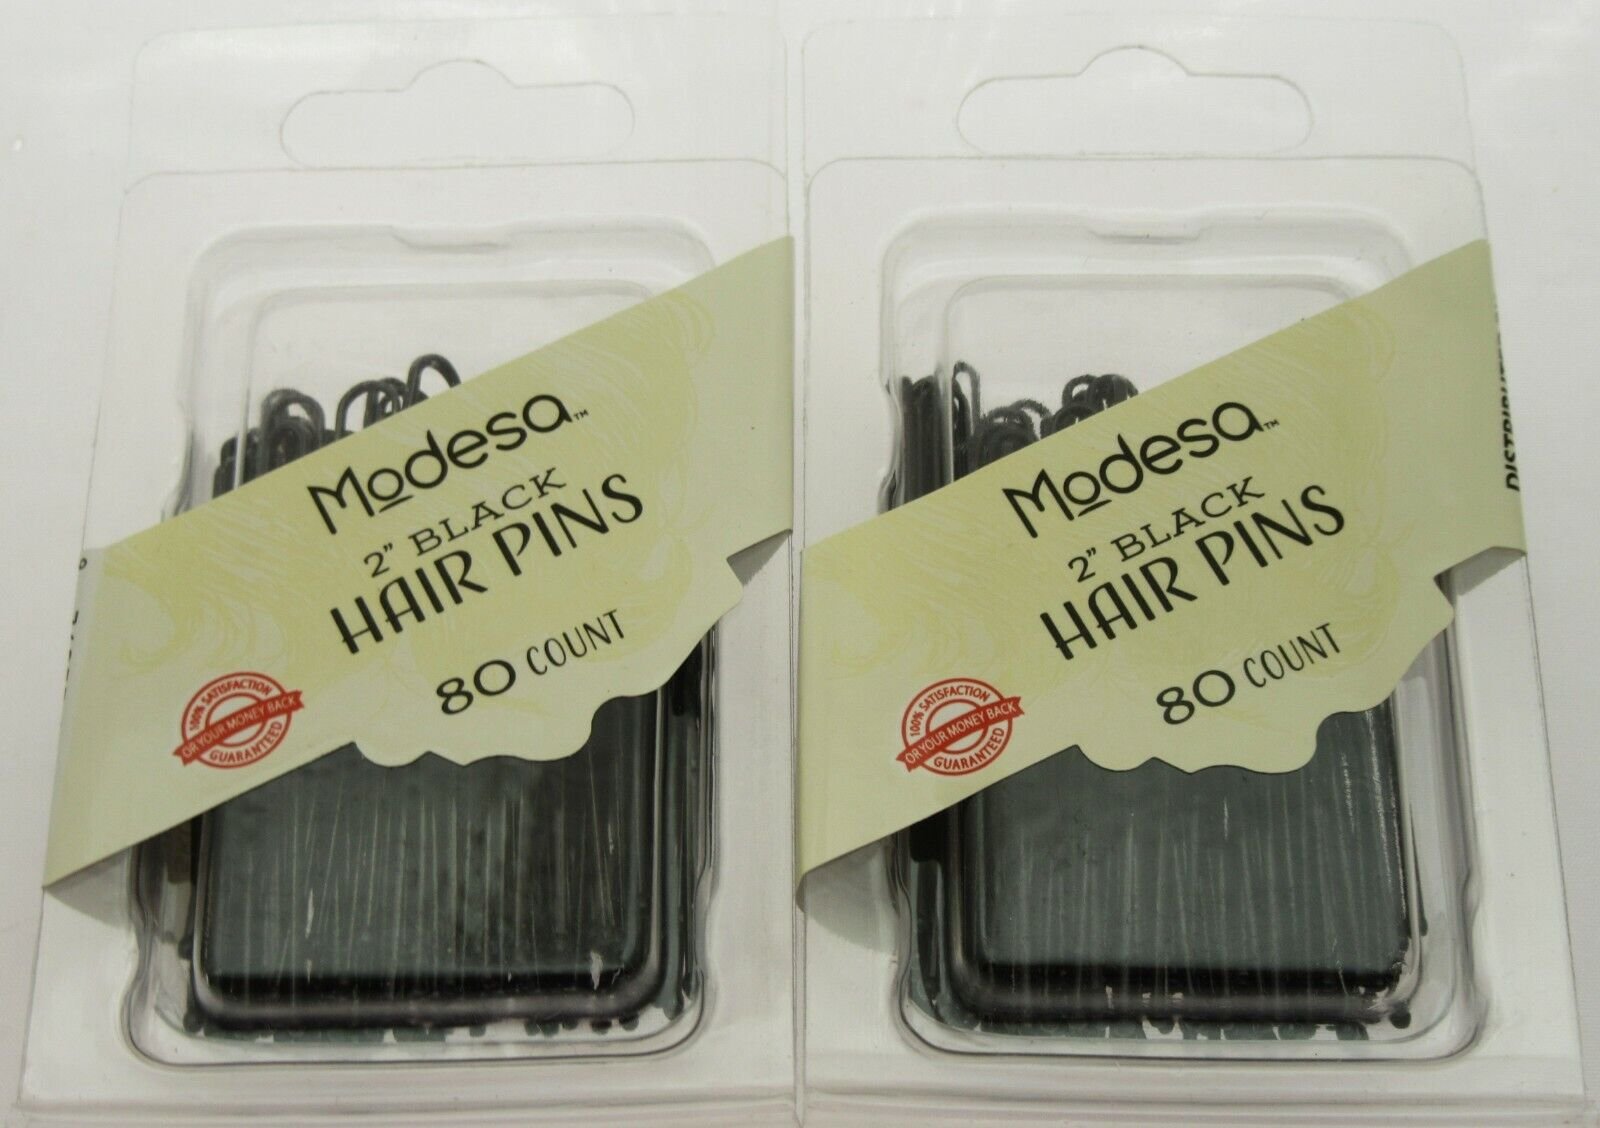 Modesa™
2" BLACK
HAIR PINS
80 COUNT
100% SATISFACTION
OR YOUR MONEY BACK
GUARANTEED
Modesa™
2" BLACK
HAIR PINS
80 COUNT
100% SATISFACTION
OR YOUR MONEY BACK
GUARANTEED